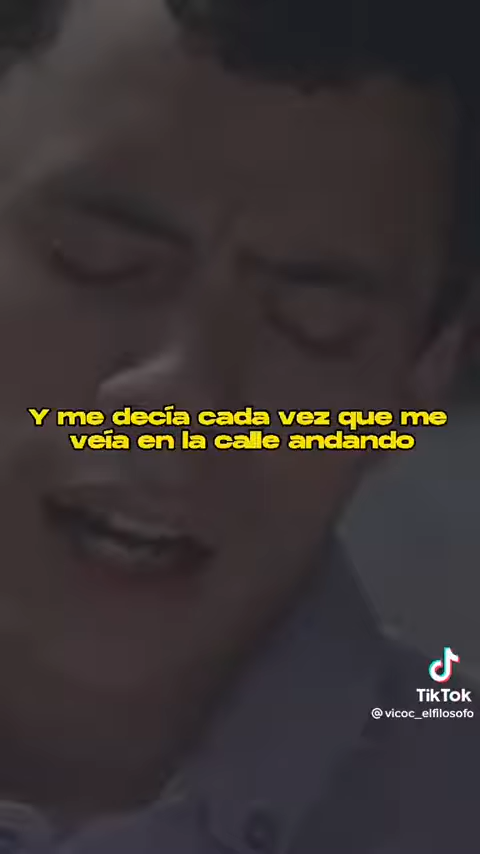 Y me decía cada vez que me
veía en la calle andando
TikTok
@vicoc_elfilosofo